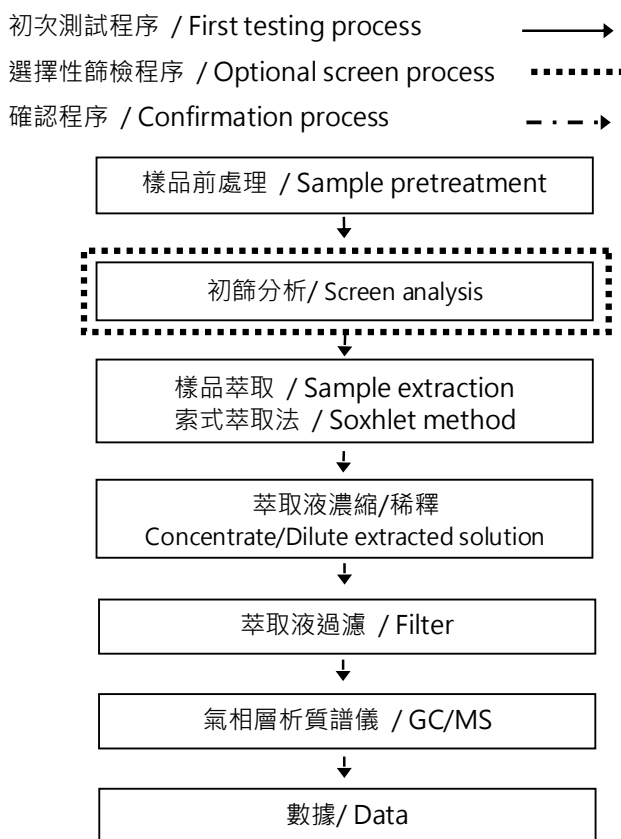 初次測試程序 / First testing process
選擇性篩檢程序 / Optional screen process
確認程序 / Confirmation process
樣品前處理 / Sample pretreatment
初篩分析/ Screen analysis
樣品萃取 / Sample extraction
索式萃取法 / Soxhlet method
萃取液濃縮/稀釋
Concentrate/Dilute extracted solution
萃取液過濾 / Filter
氣相層析質譜儀 / GC/MS
數據/ Data